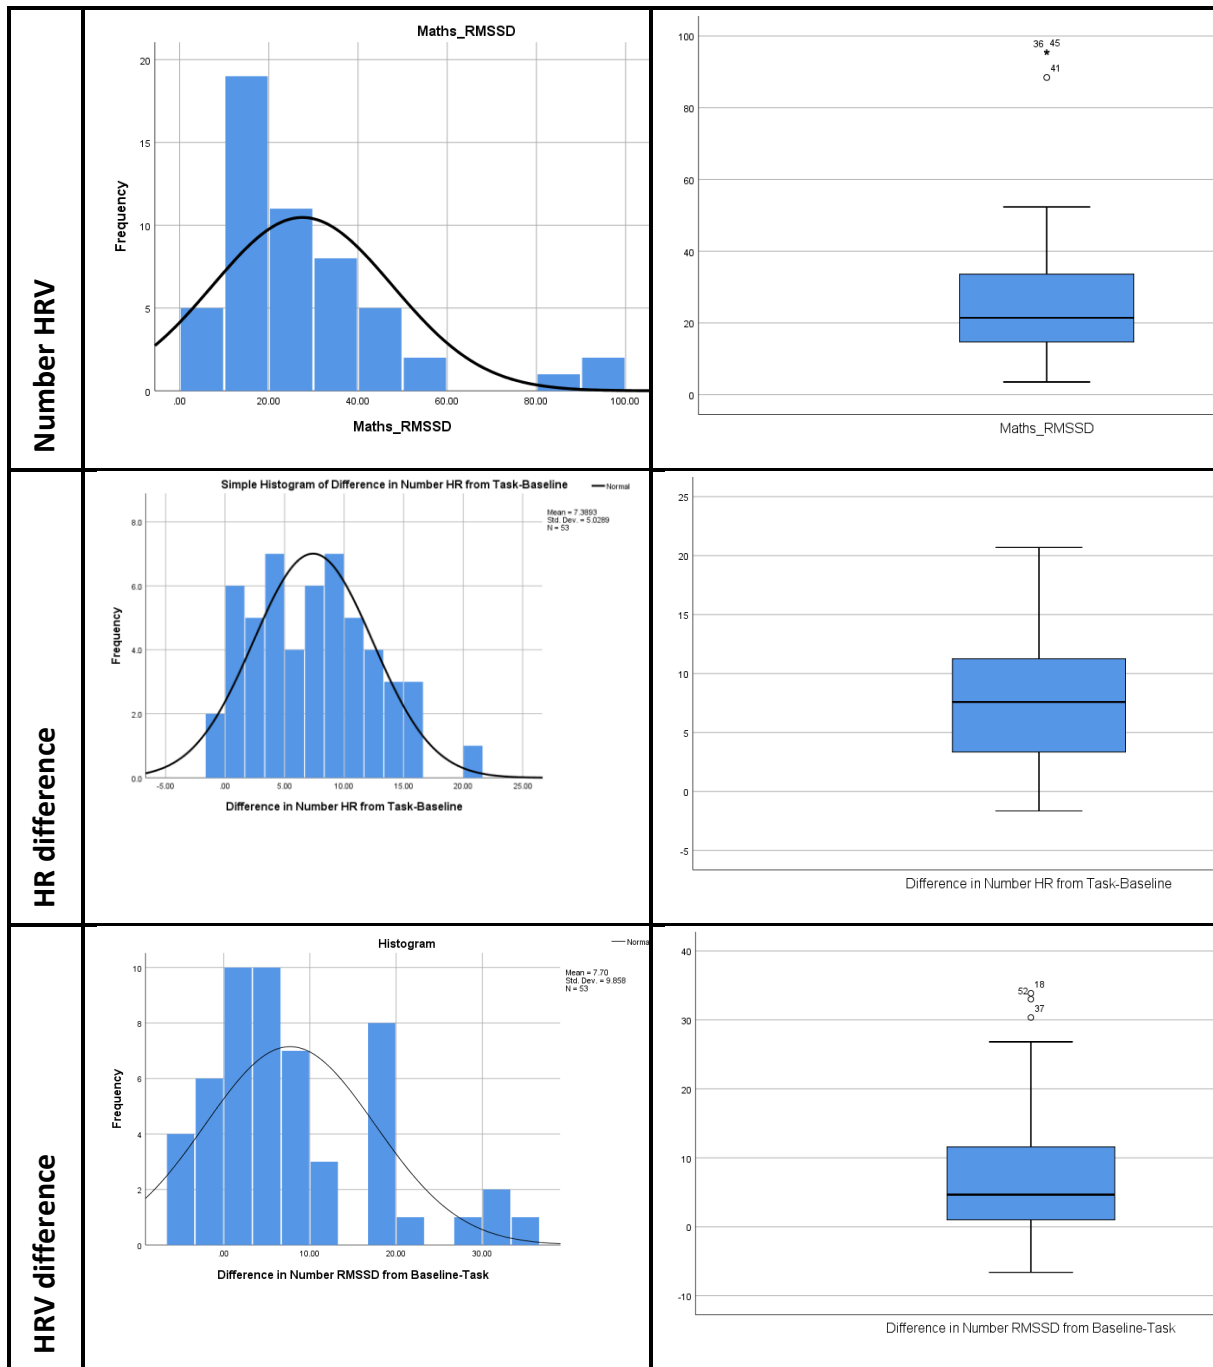 Number HRV
Maths_RMSSD
Frequency
20
15
10
5
0
.00 20.00 40.00 60.00 80.00 100.00
Maths_RMSSD
100
80
60
40
20
0
36 45
41
Maths_RMSSD
HR difference
Simple Histogram of Difference in Number HR from Task-Baseline
Normal
Mean = 7.3893
Std. Dev. = 5.0289
N = 53
Frequency
8.0
6.0
4.0
2.0
0.0
-5.00 .00 5.00 10.00 15.00 20.00 25.00
Difference in Number HR from Task-Baseline
25
20
15
10
5
0
-5
Difference in Number HR from Task-Baseline
HRV difference
Histogram
Norma
Mean = 7.70
Std. Dev. = 9.858
N = 53
Frequency
10
8
6
4
2
0
.00 10.00 20.00 30.00
Difference in Number RMSSD from Baseline-Task
40
30
20
10
0
-10
18
52
37
Difference in Number RMSSD from Baseline-Task